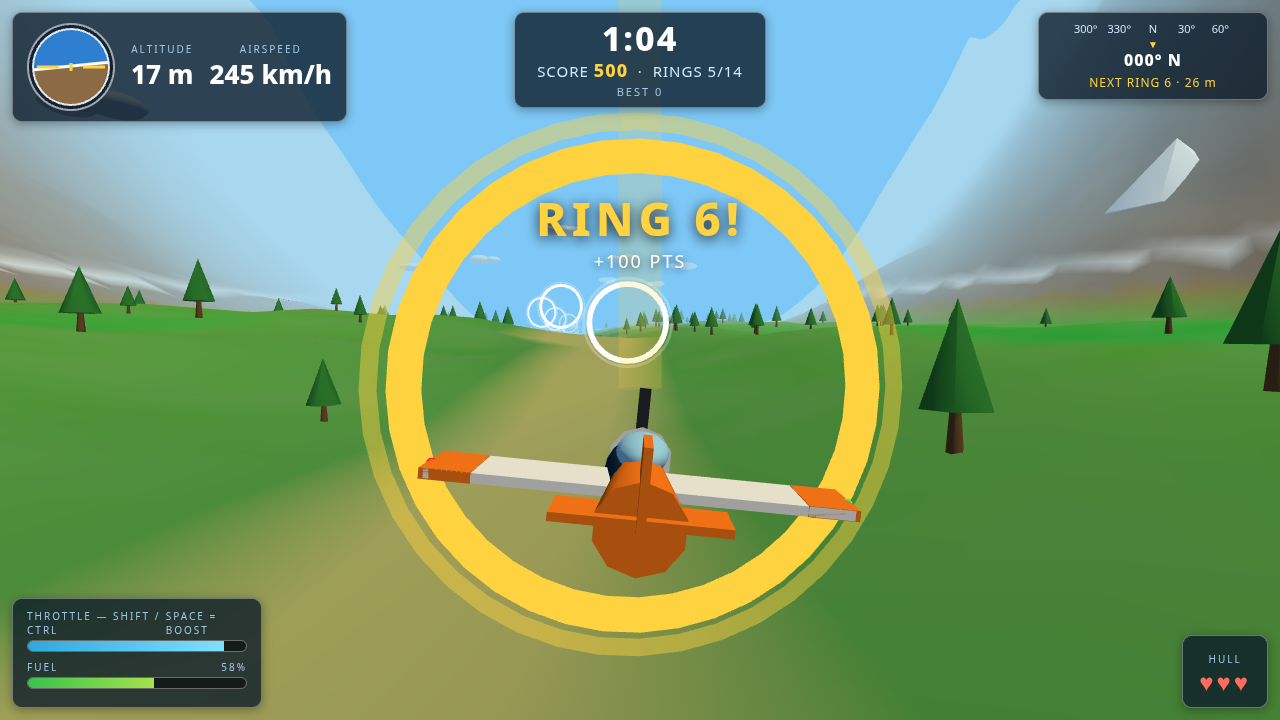 ALTITUDE AIRSPEED
17 m 245 km/h
1:04
SCORE 500 · RINGS 5/14
BEST 0
300° 330° N 30° 60°
▼
000° N
NEXT RING 6 · 26 m
RING 6!
+100 PTS
THROTTLE — SHIFT / CTRL
SPACE = BOOST
FUEL 58%
HULL
♥♥♥